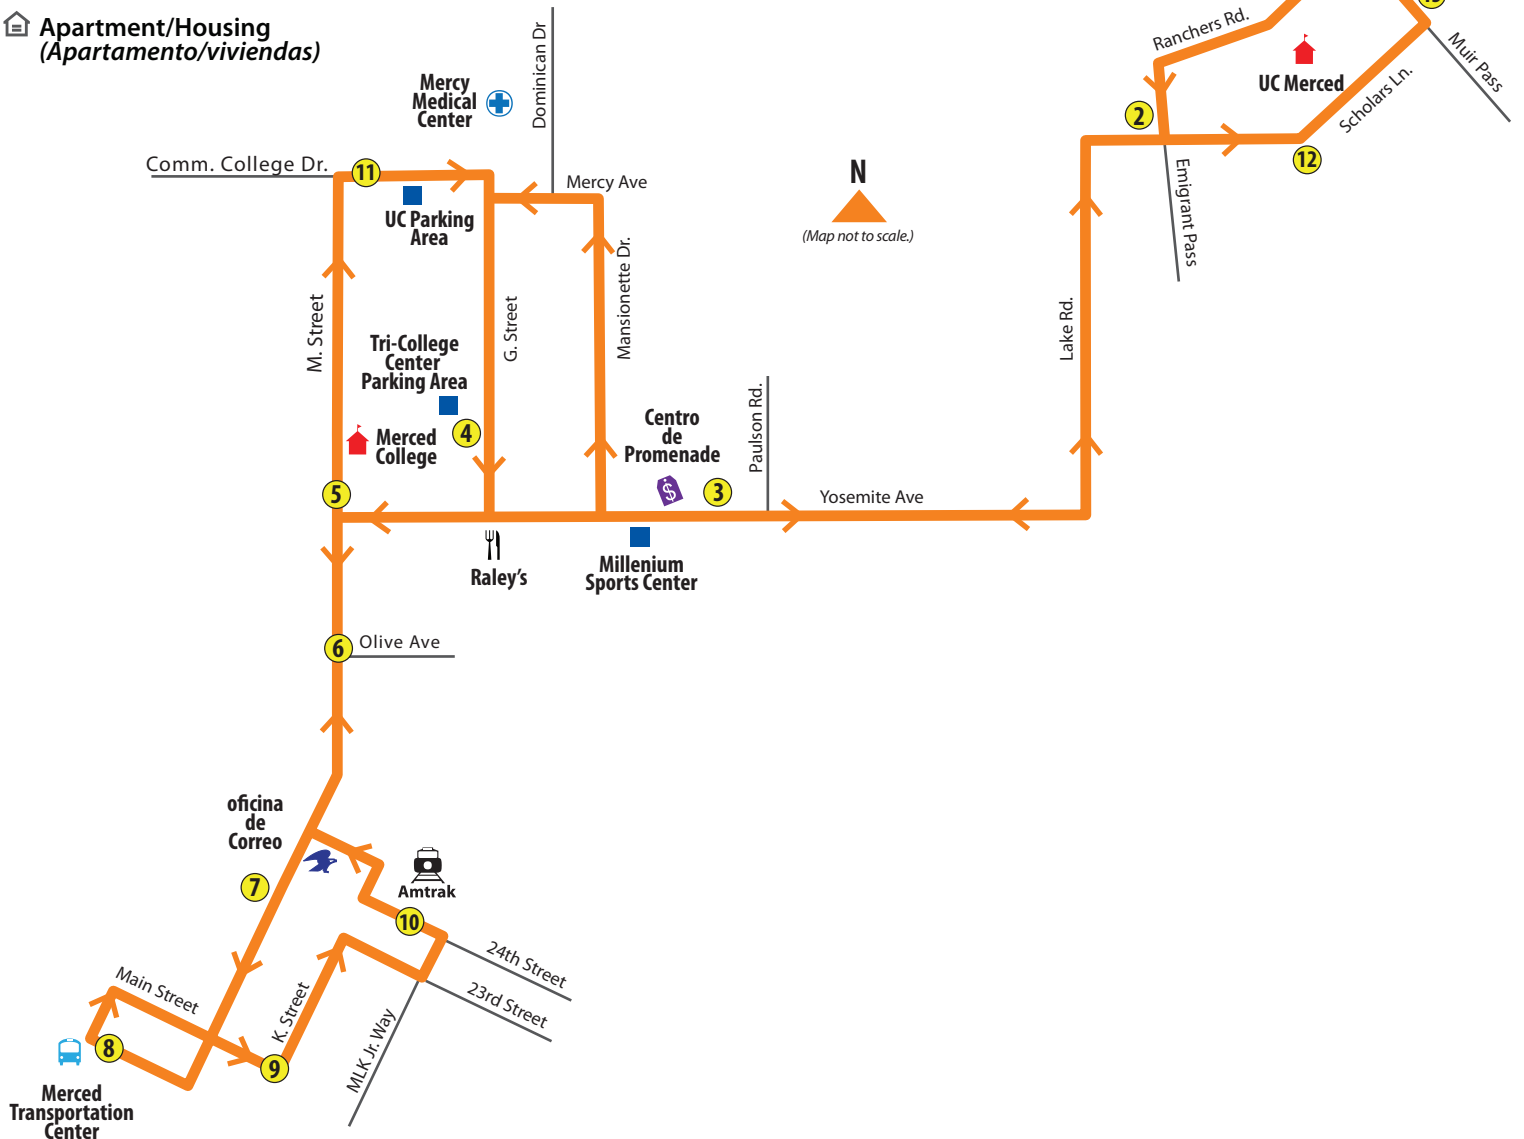 Apartment/Housing
(Apartamento/viviendas)
Dominican Dr
Mercy
Medical
Center
Ranchers Rd.
UC Merced
Muir Pass
Scholars Ln.
2
12
Emigrant Pass
Comm. College Dr.
11
Mercy Ave
UC Parking
Area
N
(Map not to scale.)
M. Street
G. Street
Mansionette Dr.
Lake Rd.
Tri-College
Center
Parking Area
4
Merced
College
Centro
de
Promenade
$
3
Paulson Rd.
Yosemite Ave
5
Raley's
Millenium
Sports Center
6
Olive Ave
oficina
de
Correo
7
Amtrak
10
24th Street
23rd Street
MLK Jr. Way
K. Street
Main Street
8
9
Merced
Transportation
Center